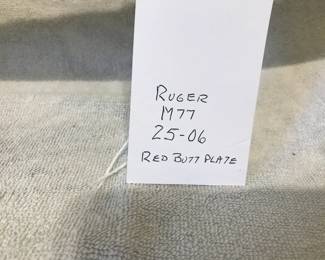 RUGER
M77
25-06
RED BUTT PLATE